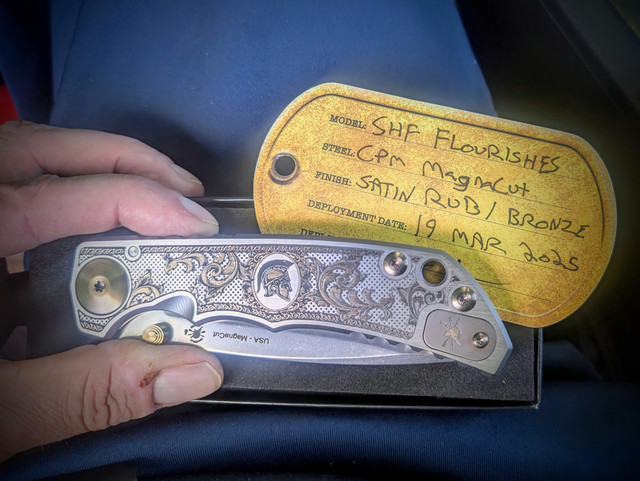 MODEL: SHF FLOURISHES
STEEL: CPM MagnaCut
FINISH: SATIN RUB / BRONZE
DEPLOYMENT DATE: 19 MAR 2025
USA - MagnaCut